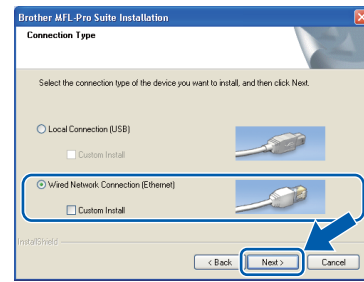 Brother MFL-Pro Suite Installation
Connection Type
Select the connection type of the device you want to install, and then click Next.
Local Connection (USB)
Custom Install
Wired Network Connection (Ethernet)
Custom Install
InstallShield
< Back
Next >
Cancel